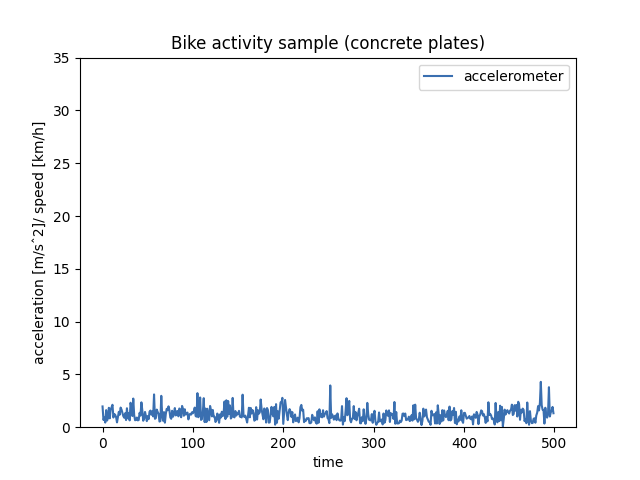 Bike activity sample (concrete plates)
accelerometer
acceleration [m/sˆ2]/ speed [km/h]
35
30
25
20
15
10
5
0
0 100 200 300 400 500
time